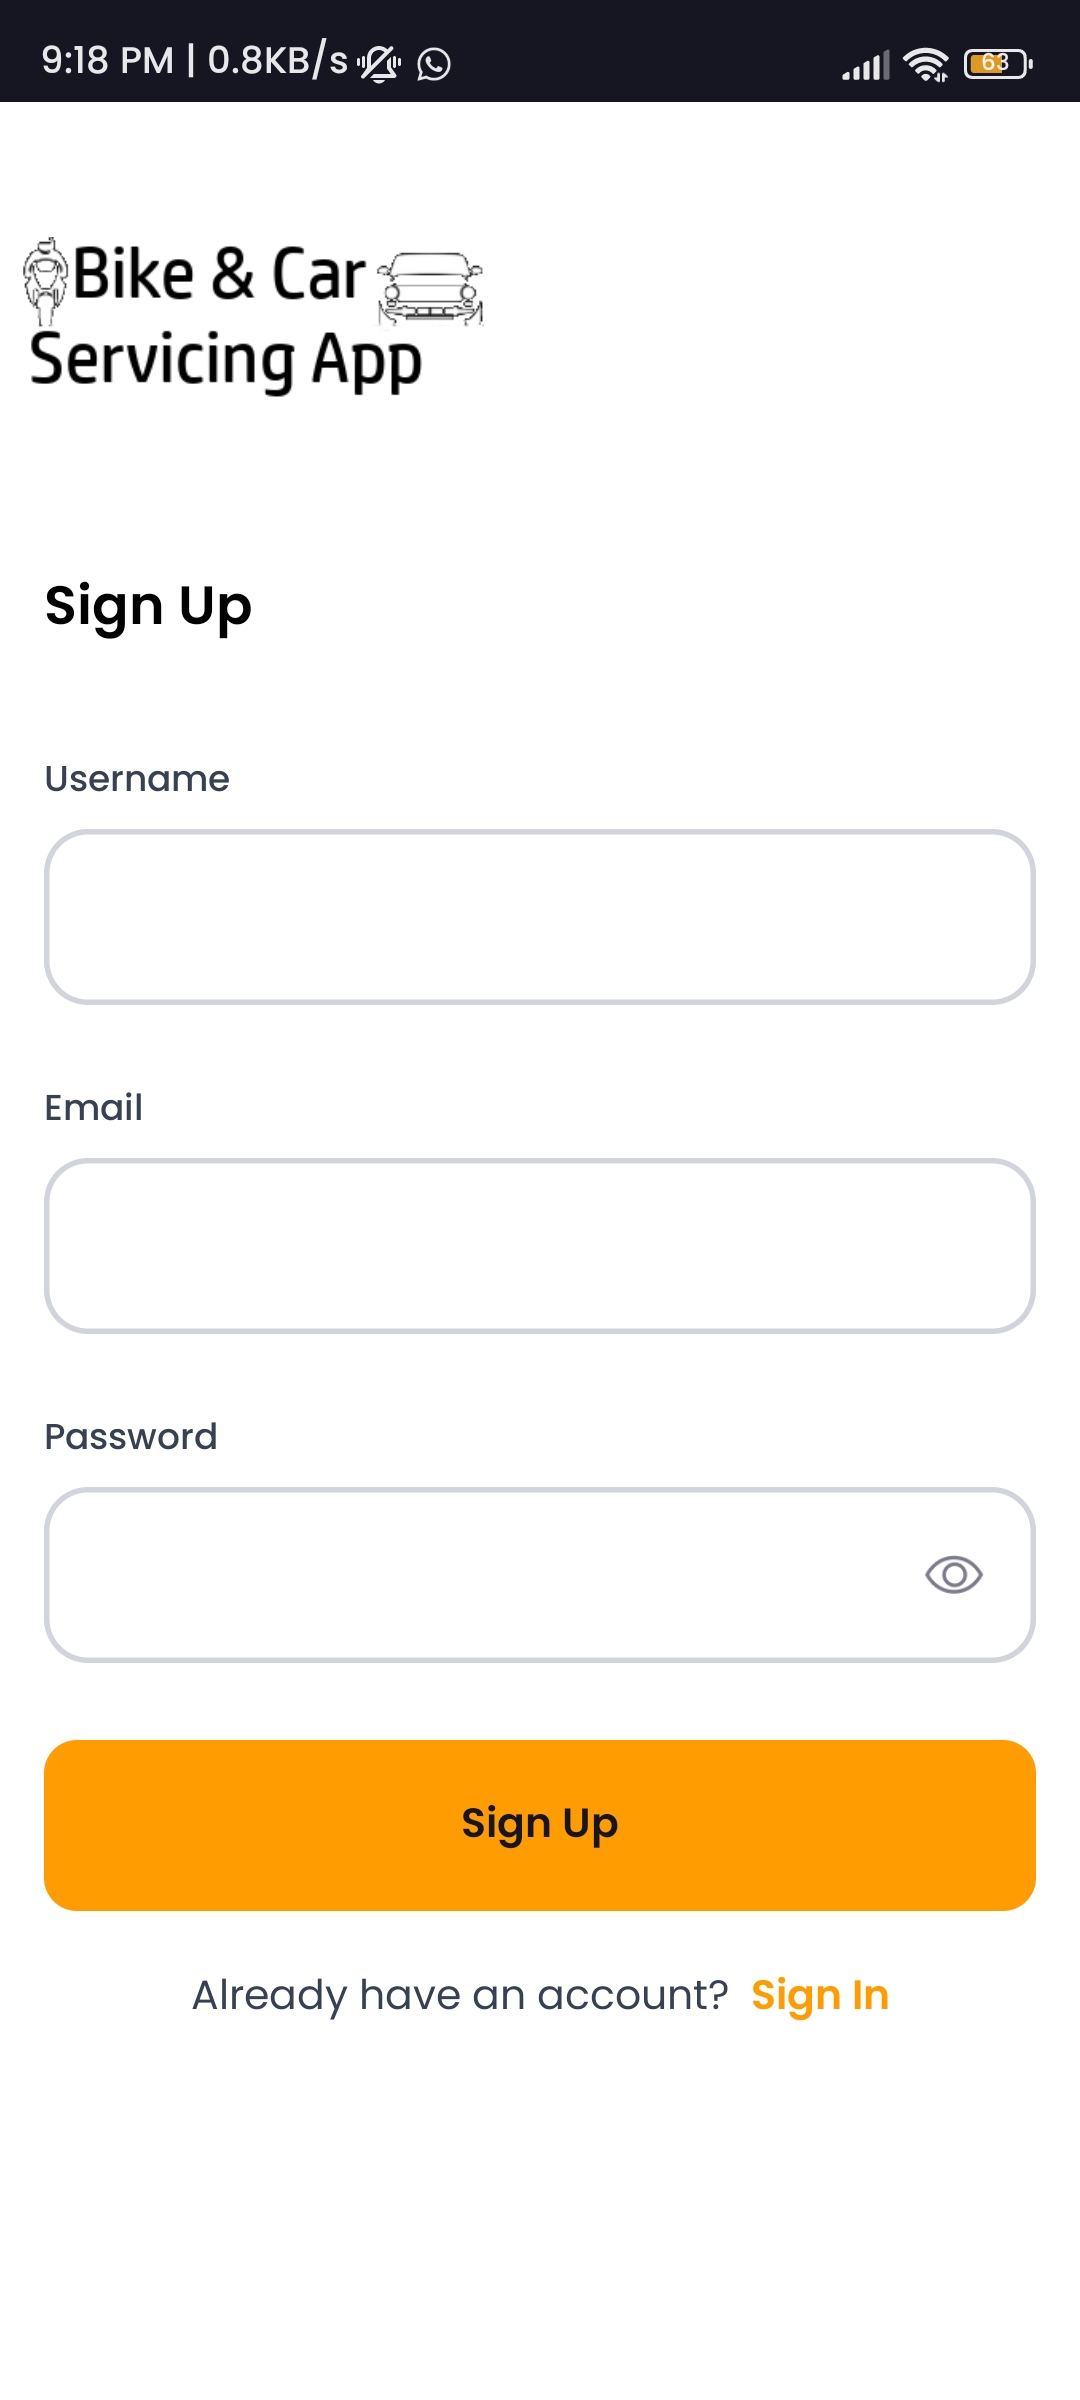 9:18 PM | 0.8KB/s
63
Bike & Car
Servicing App
Sign Up
Username
Email
Password
Sign Up
Already have an account? Sign In